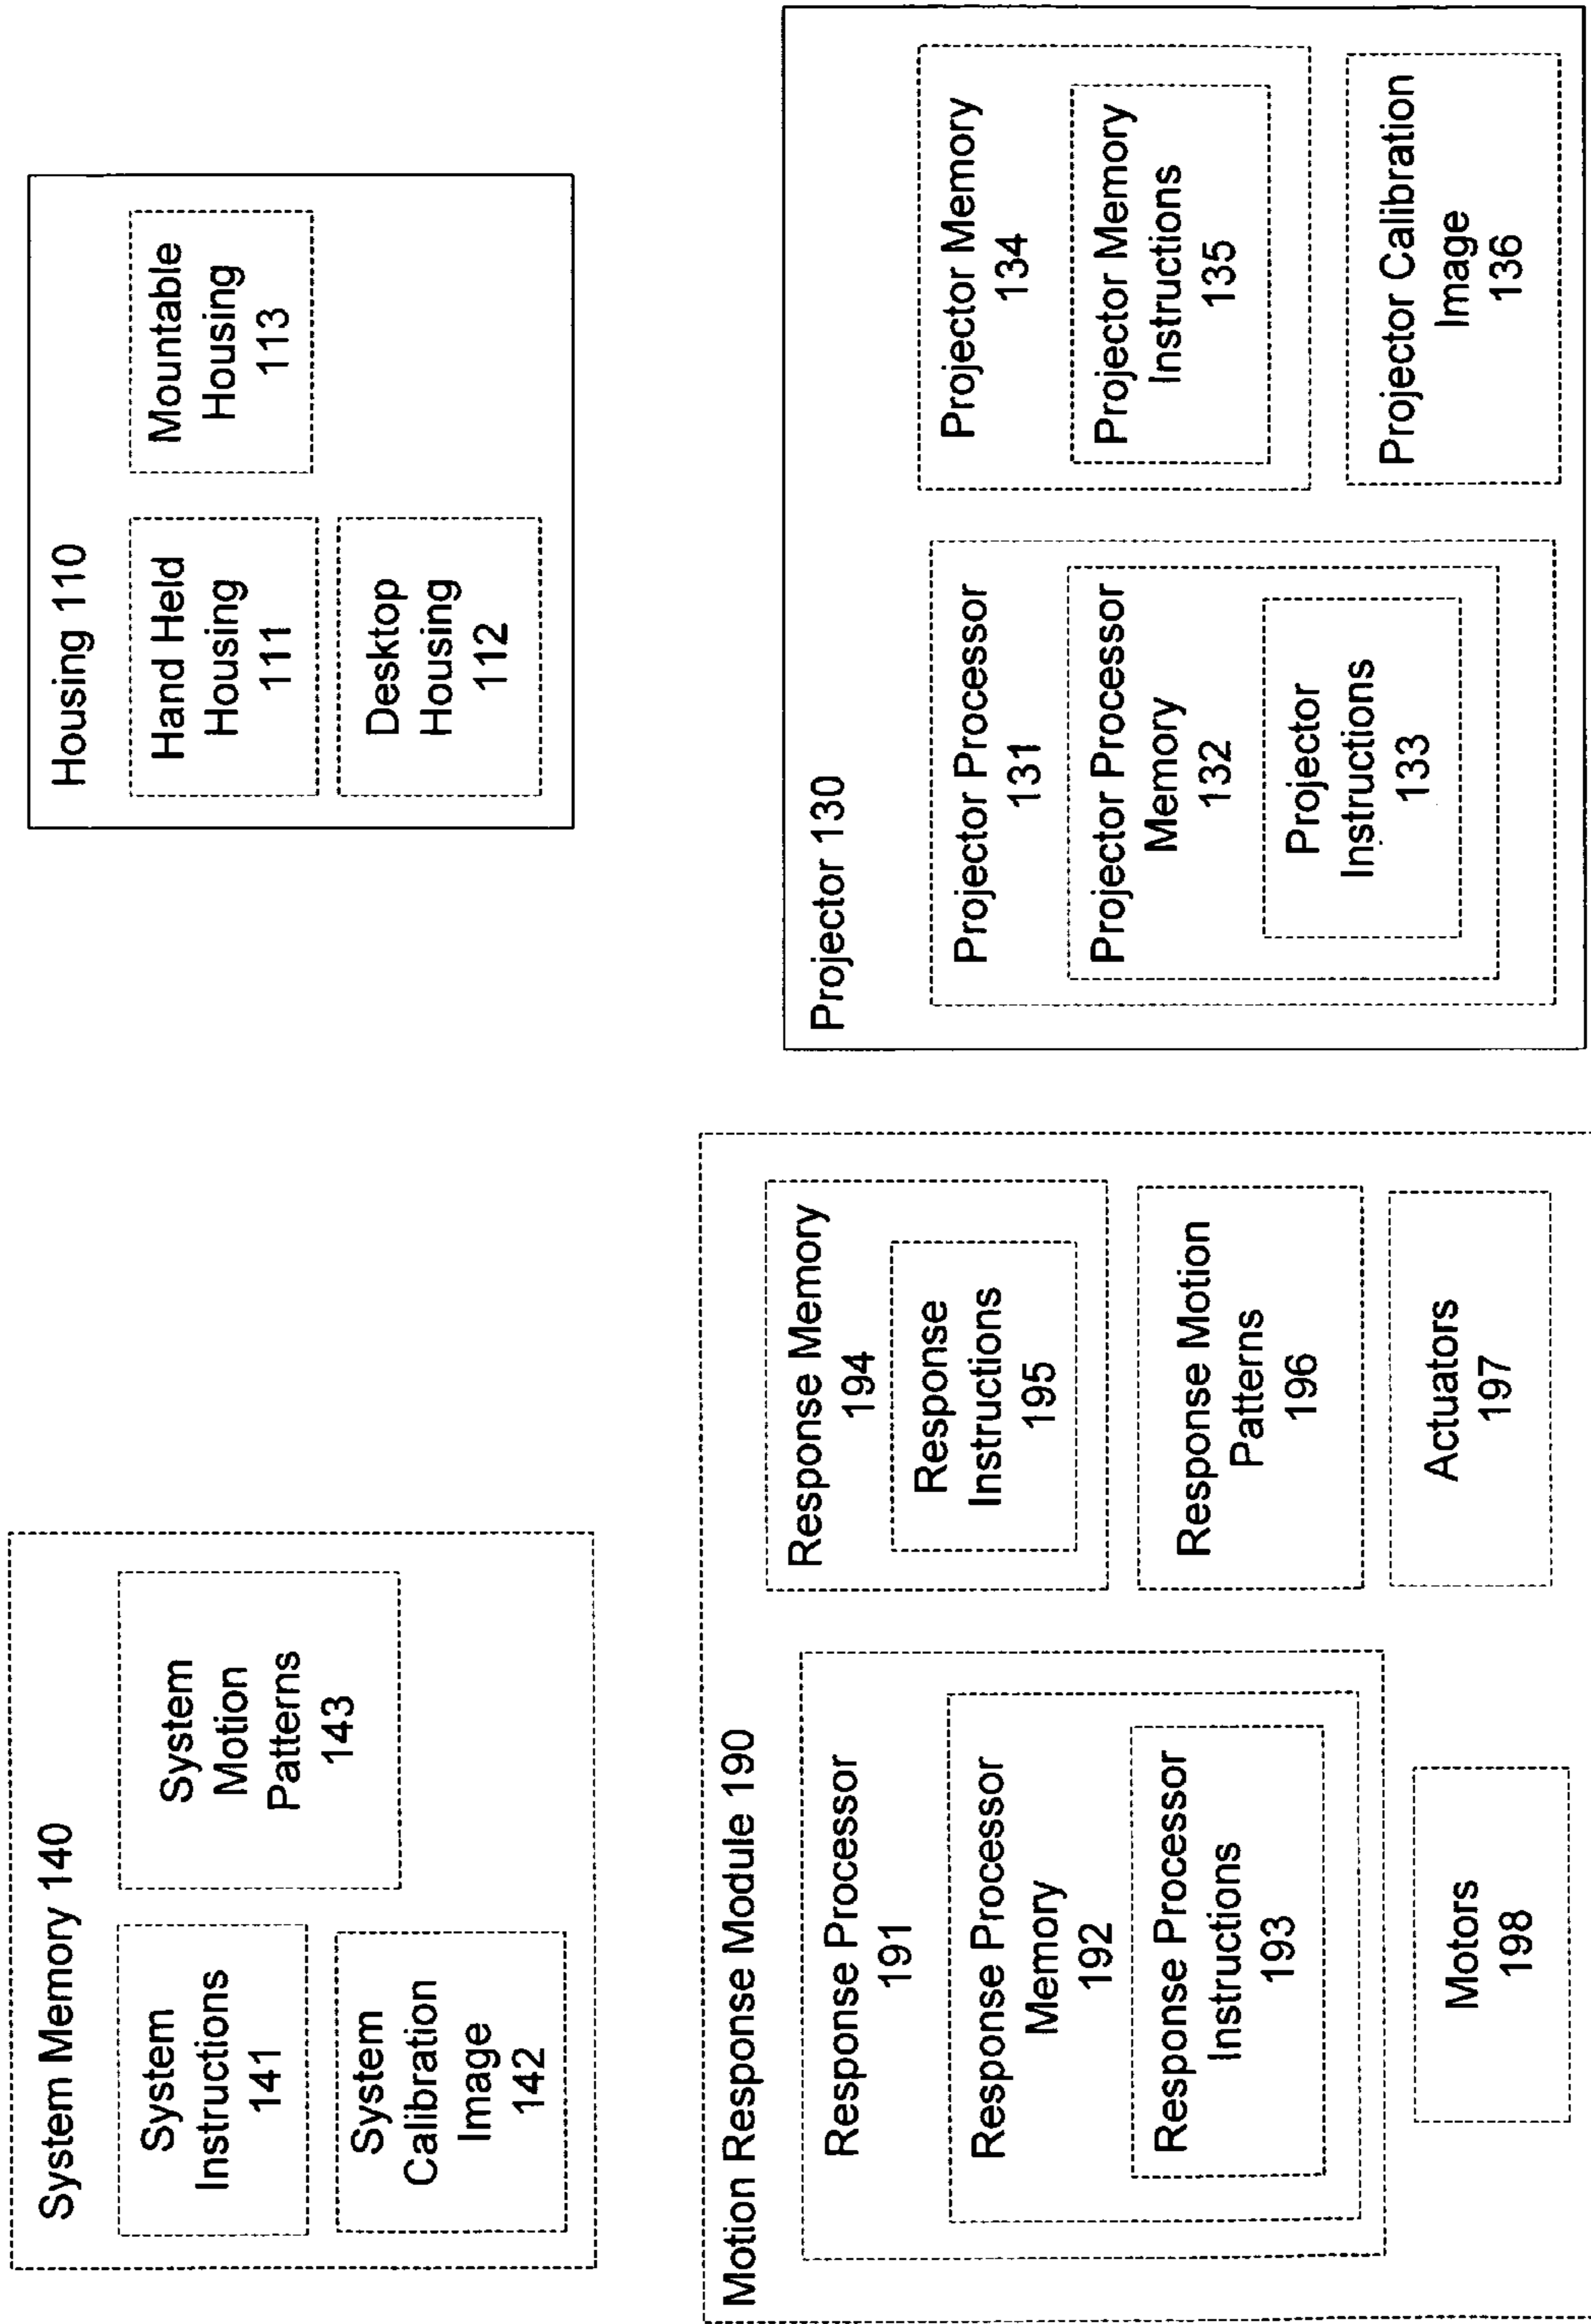 System Memory 140
System
Instructions
141
System
Calibration
Image
142
System
Motion
Patterns
143
Housing 110
Hand Held
Housing
111
Desktop
Housing
112
Mountable
Housing
113
Motion Response Module 190
Response Processor
191
Response Processor
Memory
192
Response Processor
Instructions
193
Motors
198
Response Memory
194
Response
Instructions
195
Response Motion
Patterns
196
Actuators
197
Projector 130
Projector Processor
131
Projector Processor
Memory
132
Projector
Instructions
133
Projector Memory
134
Projector Memory
Instructions
135
Projector Calibration
Image
136